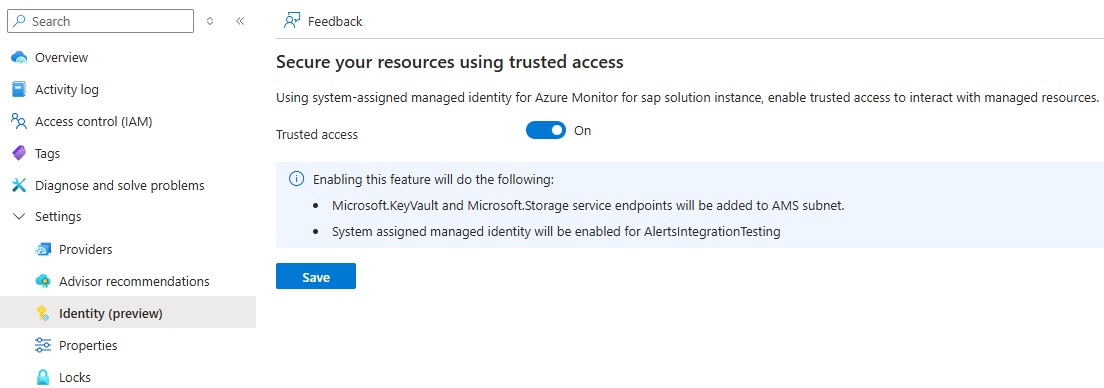 Search
Overview
Activity log
Access control (IAM)
Tags
Diagnose and solve problems
Settings
Providers
Advisor recommendations
Identity (preview)
Properties
Locks
Feedback
Secure your resources using trusted access
Using system-assigned managed identity for Azure Monitor for sap solution instance, enable trusted access to interact with managed resources.
Trusted access
On
Enabling this feature will do the following:
• Microsoft.KeyVault and Microsoft.Storage service endpoints will be added to AMS subnet.
• System assigned managed identity will be enabled for AlertsIntegrationTesting
Save